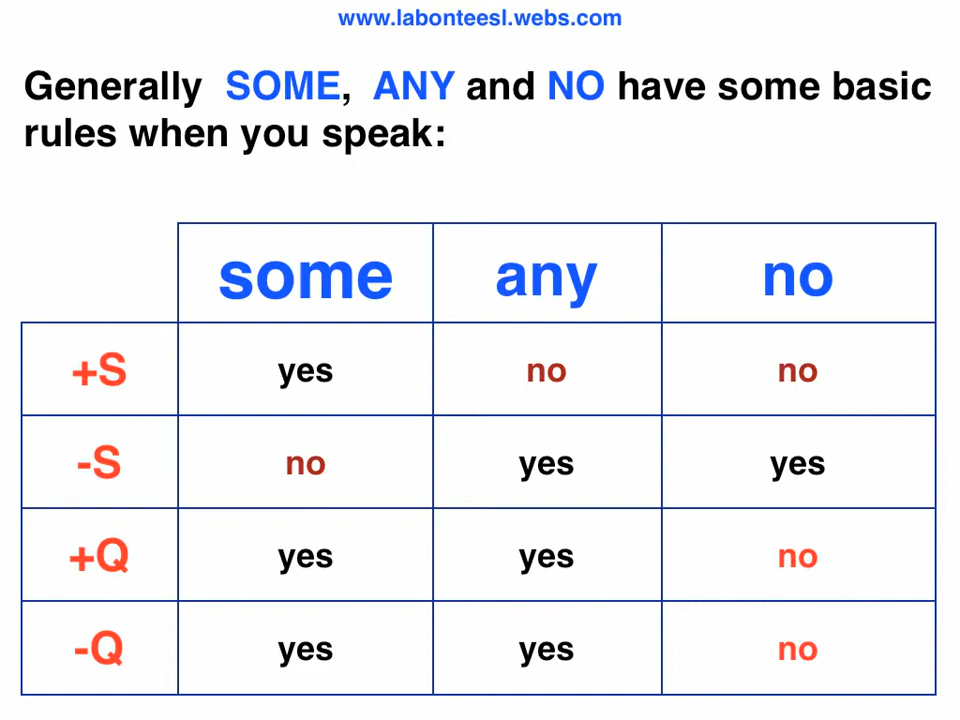 www.labonteesl.webs.com
Generally SOME, ANY and NO have some basic
rules when you speak:
some any no
+S yes no no
-S no yes yes
+Q yes yes no
-Q yes yes no